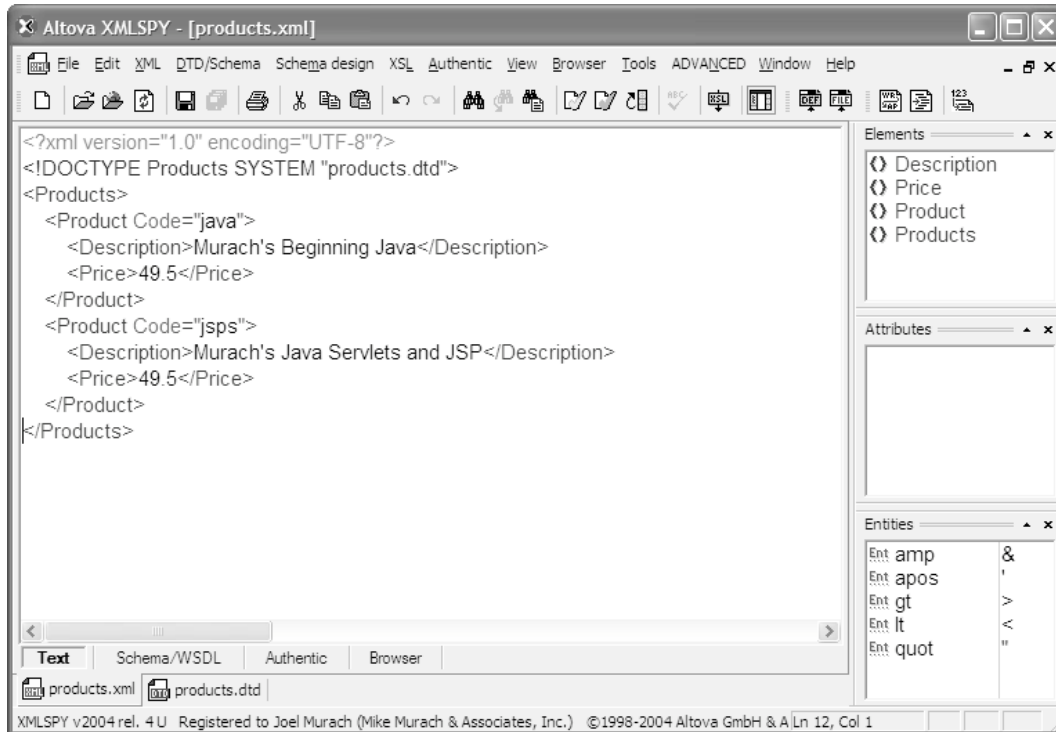 Altova XMLSPY - [products.xml]
File Edit XML DTD/Schema Schema design XSL Authentic View Browser Tools ADVANCED Window Help
<?xml version="1.0" encoding="UTF-8"?>
<!DOCTYPE Products SYSTEM "products.dtd">
<Products>
<Product Code="java">
<Description>Murach's Beginning Java</Description>
<Price>49.5</Price>
</Product>
<Product Code="jsps">
<Description>Murach's Java Servlets and JSP</Description>
<Price>49.5</Price>
</Product>
</Products>
Elements
Description
Price
Product
Products
Attributes
Entities
Ent amp &
Ent apos '
Ent gt >
Ent lt <
Ent quot "
Text Schema/WSDL Authentic Browser
products.xml products.dtd
XMLSPY v2004 rel. 4 U Registered to Joel Murach (Mike Murach & Associates, Inc.) ©1998-2004 Altova GmbH & A Ln 12, Col 1